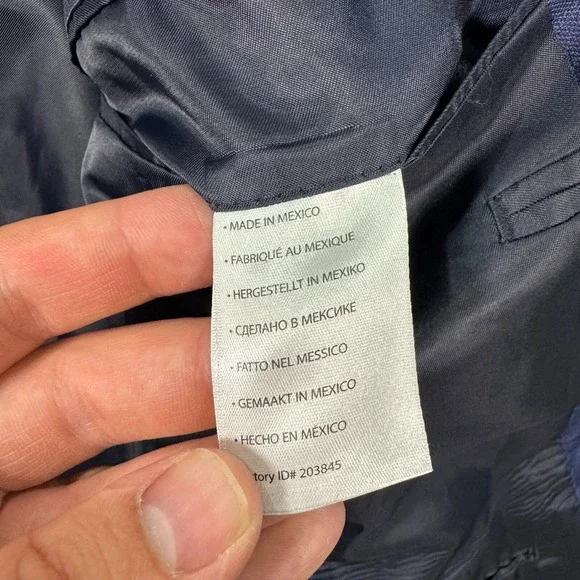 • MADE IN MEXICO
• FABRIQUÉ AU MEXIQUE
• HERGESTELLT IN MEXIKO
• СДЕЛАНО В МЕКСИКЕ
• FATTO NEL MESSICO
• GEMAAKT IN MEXICO
• HECHO EN MÉXICO
ID# 203845